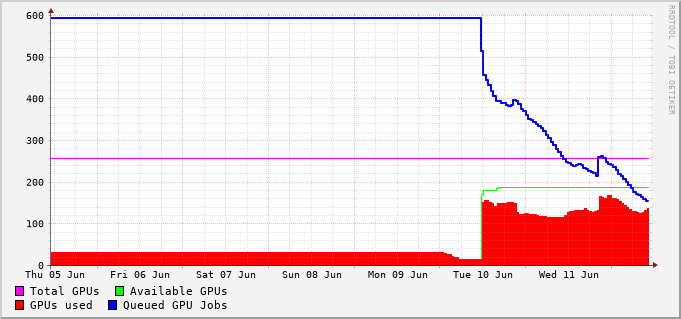 600
500
400
300
200
100
0
Thu 05 Jun Fri 06 Jun Sat 07 Jun Sun 08 Jun Mon 09 Jun Tue 10 Jun Wed 11 Jun
Total GPUs Available GPUs
GPUs used Queued GPU Jobs
RRDTOOL / TOBI OETIKER